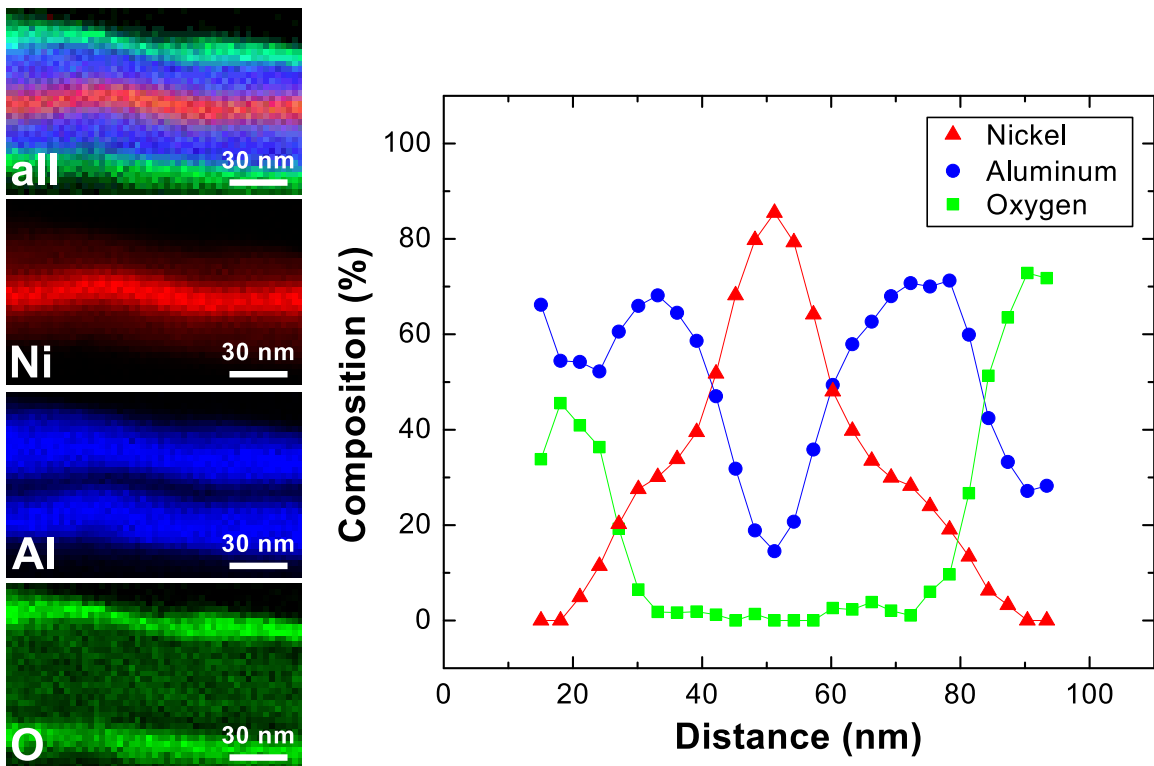 all
30 nm
Ni
30 nm
Al
30 nm
O
30 nm
Composition (%)
100
80
60
40
20
0
Nickel
Aluminum
Oxygen
0 20 40 60 80 100
Distance (nm)